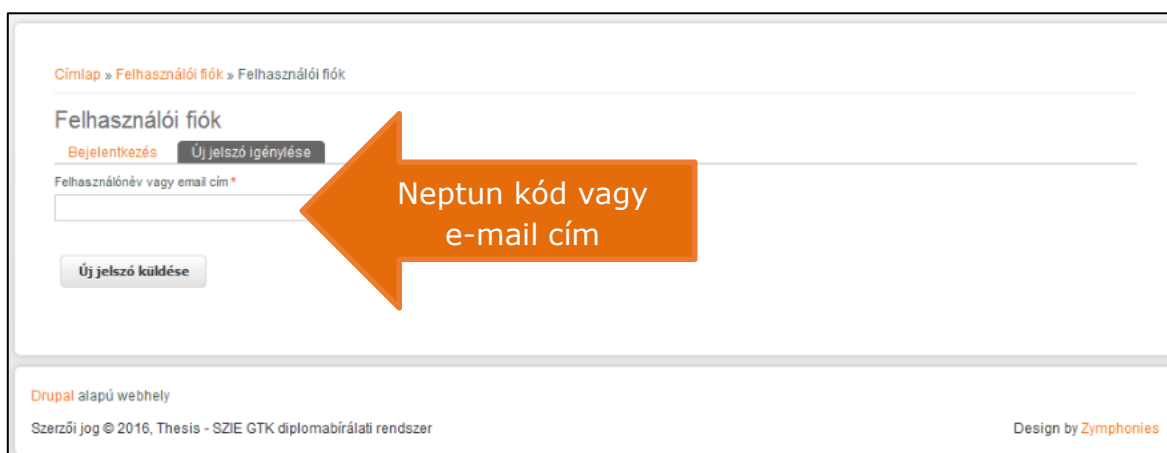 Címlap » Felhasználói fiók » Felhasználói fiók
Felhasználói fiók
Bejelentkezés Új jelszó igénylése
Felhasználónév vagy email cím *
Neptun kód vagy
e-mail cím
Új jelszó küldése
Drupal alapú webhely
Szerzői jog © 2016, Thesis - SZIE GTK diplomabírálati rendszer
Design by Zymphonies